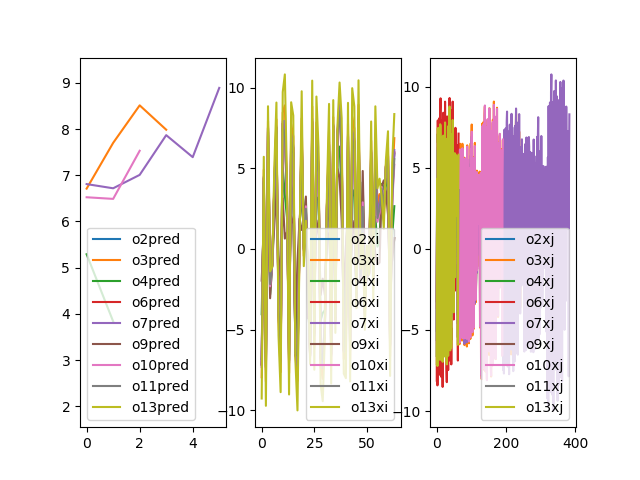 9
8
7
6
5
4
3
2
o2pred
o3pred
o4pred
o6pred
o7pred
o9pred
o10pred
o11pred
o13pred
0
2
4
10
5
0
−5
−10
o2xi
o3xi
o4xi
o6xi
o7xi
o9xi
o10xi
o11xi
o13xi
0
25
50
10
5
0
−5
−10
o2xj
o3xj
o4xj
o6xj
o7xj
o9xj
o10xj
o11xj
o13xj
0
200
400